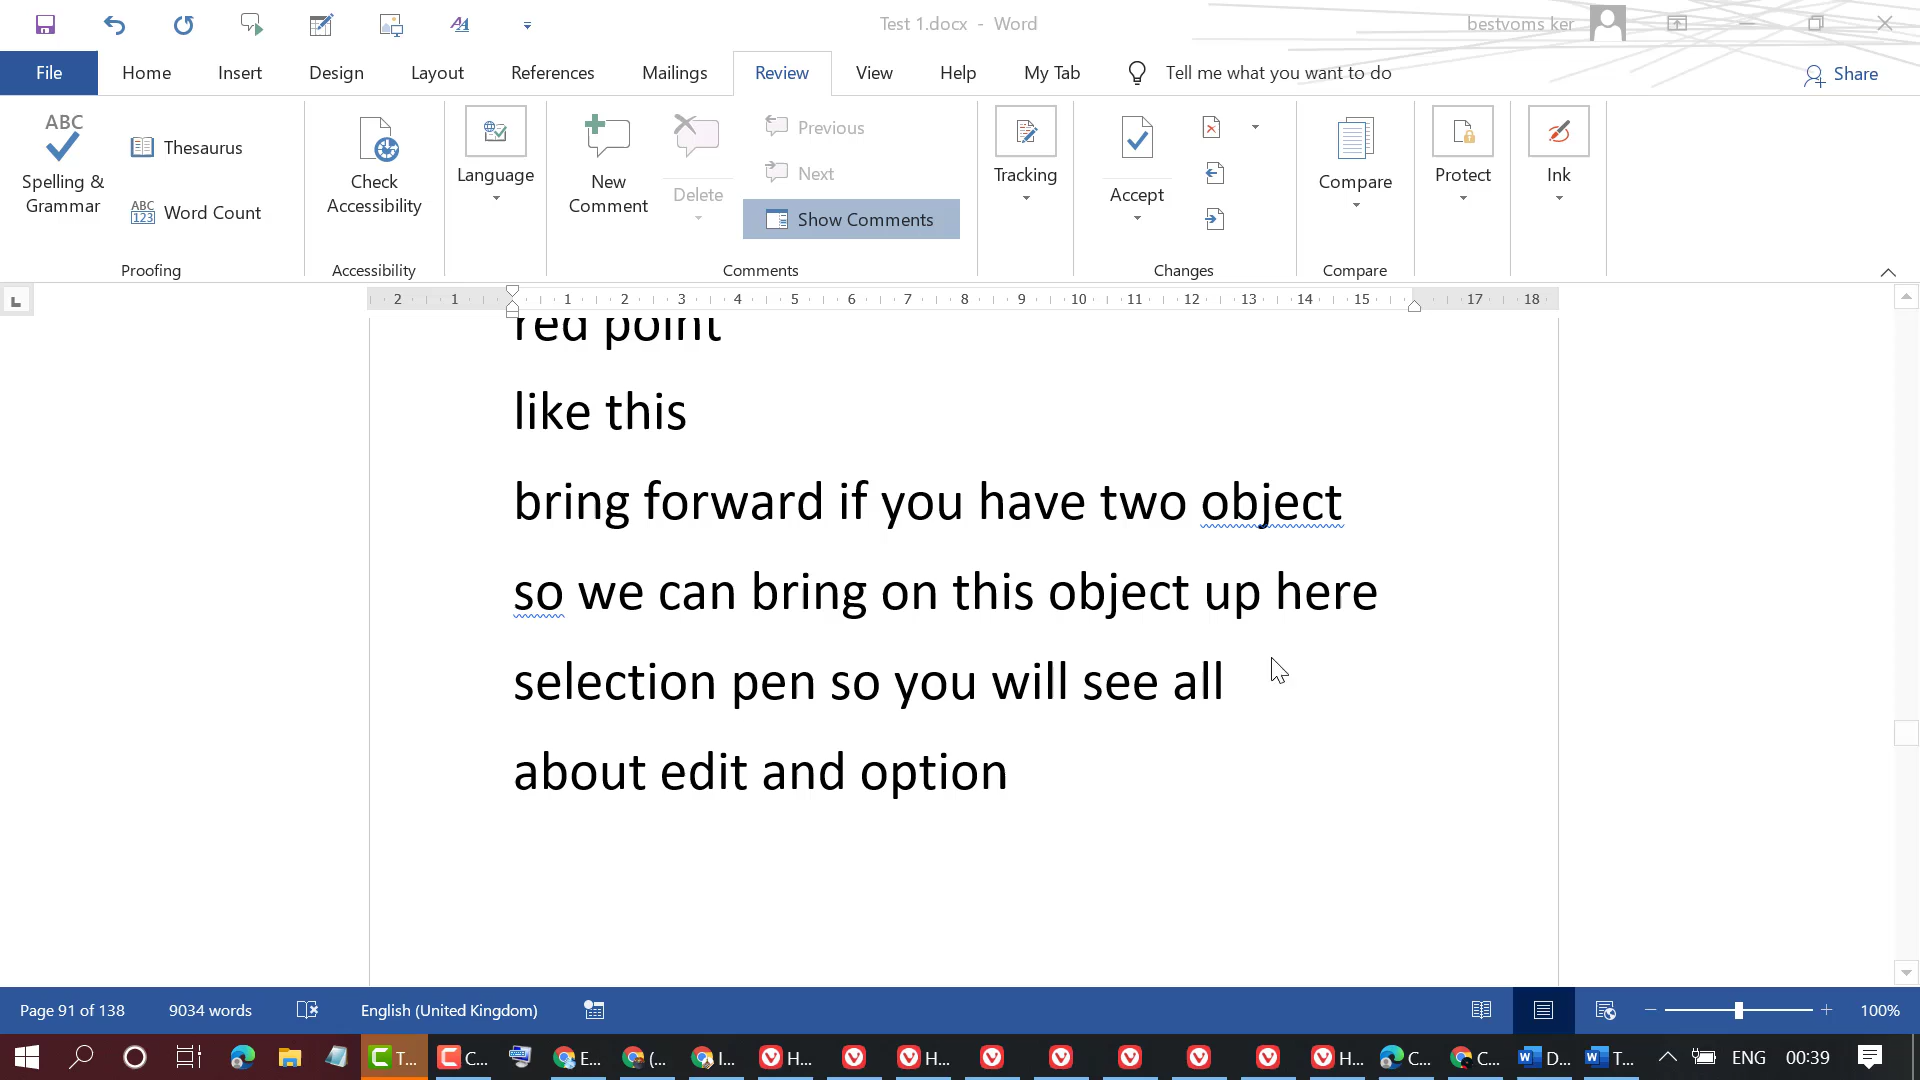 Test 1.docx - Word
bestvoms ker
File Home Insert Design Layout References Mailings Review View Help My Tab Tell me what you want to do Share
ABC
Spelling & Grammar
Thesaurus
ABC 123 Word Count
Proofing
Check Accessibility
Accessibility
Language
New Comment
Delete
Previous
Next
Show Comments
Comments
Tracking
Accept
Changes
Compare
Compare
Protect
Ink
2 1 1 2 3 4 5 6 7 8 9 10 11 12 13 14 15 17 18
red point
like this
bring forward if you have two object
so we can bring on this object up here
selection pen so you will see all
about edit and option
Page 91 of 138 9034 words English (United Kingdom) 100%
T... C... E... (... I... H... H... H... C... C... D... T... ENG 00:39